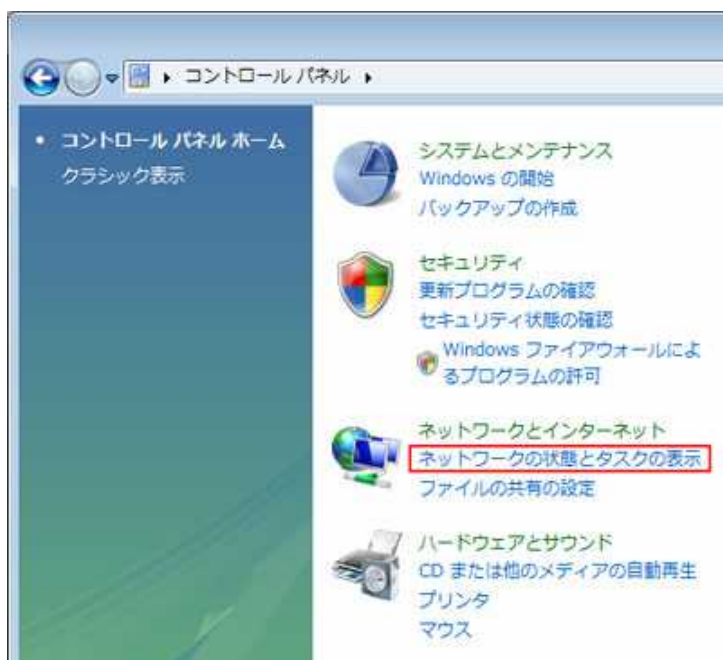 コントロール パネル
コントロール パネル ホーム
クラシック表示
システムとメンテナンス
Windows の開始
バックアップの作成
セキュリティ
更新プログラムの確認
セキュリティ状態の確認
Windows ファイアウォールによ
るプログラムの許可
ネットワークとインターネット
ネットワークの状態とタスクの表示
ファイルの共有の設定
ハードウェアとサウンド
CD または他のメディアの自動再生
プリンタ
マウス